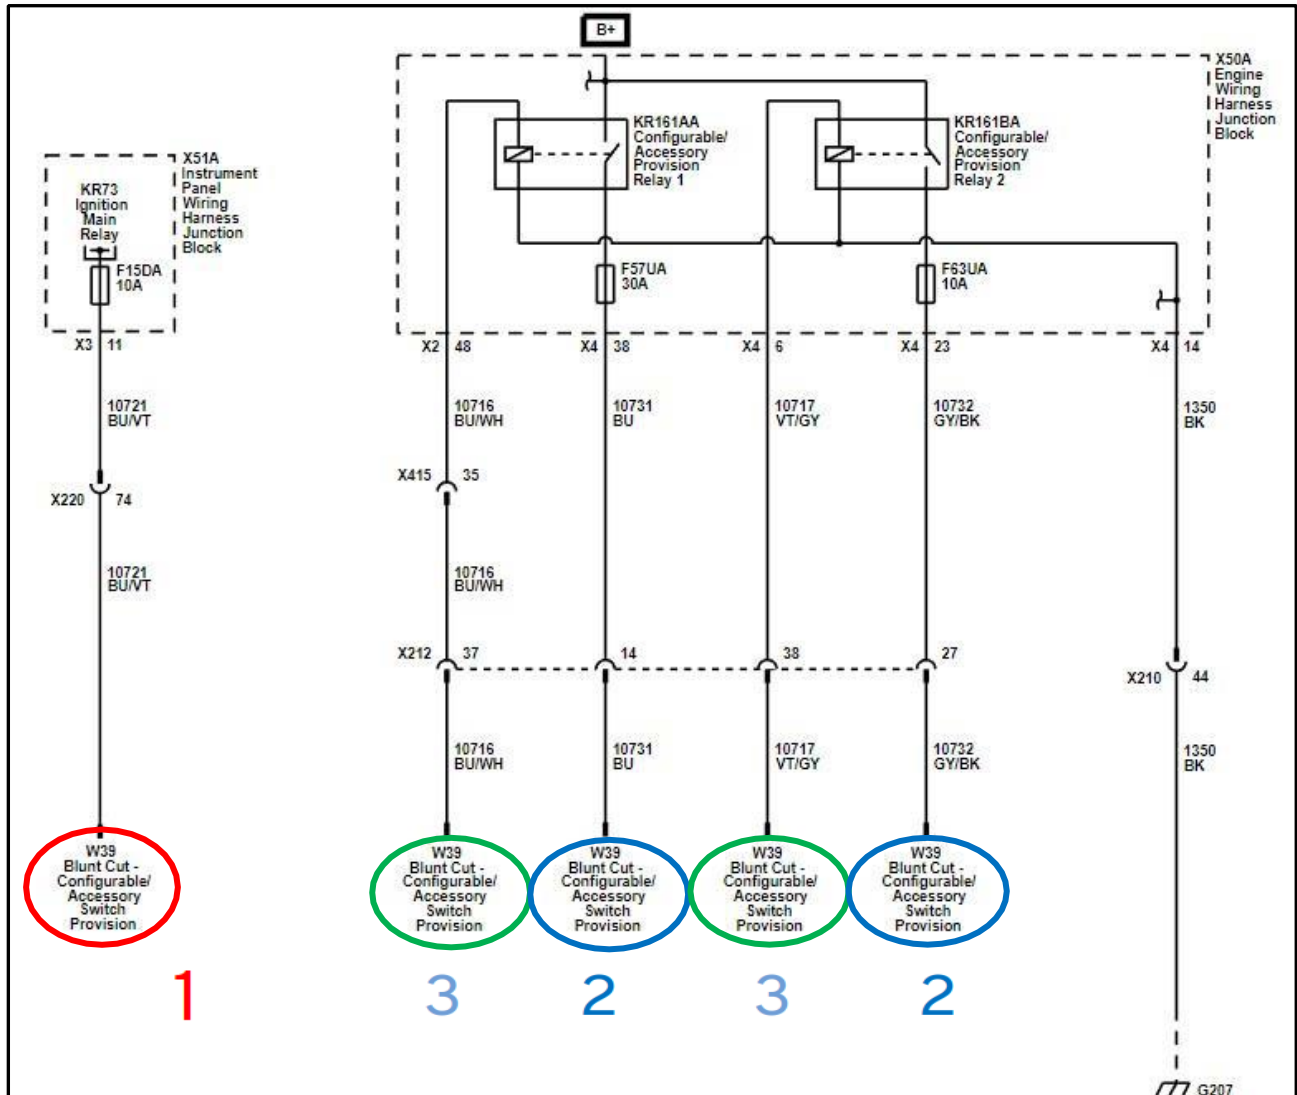 B+
X50A
Engine
Wiring
Harness
Junction
Block
KR161AA
Configurable/
Accessory
Provision
Relay 1
KR161BA
Configurable/
Accessory
Provision
Relay 2
X51A
Instrument
Panel
Wiring
Harness
Junction
Block
KR73
Ignition
Main
Relay
F15DA
10A
F57UA
30A
F63UA
10A
X3 11
X2 48
X4 38
X4 6
X4 23
X4 14
10721
BU/VT
10716
BU/WH
10731
BU
10717
VT/GY
10732
GY/BK
1350
BK
X415 35
X220 74
10721
BU/VT
10716
BU/WH
X212 37
14
38
27
X210 44
10716
BU/WH
10731
BU
10717
VT/GY
10732
GY/BK
1350
BK
W39
Blunt Cut -
Configurable/
Accessory
Switch
Provision
W39
Blunt Cut -
Configurable/
Accessory
Switch
Provision
W39
Blunt Cut -
Configurable/
Accessory
Switch
Provision
W39
Blunt Cut -
Configurable/
Accessory
Switch
Provision
W39
Blunt Cut -
Configurable/
Accessory
Switch
Provision
1
3
2
3
2
G207